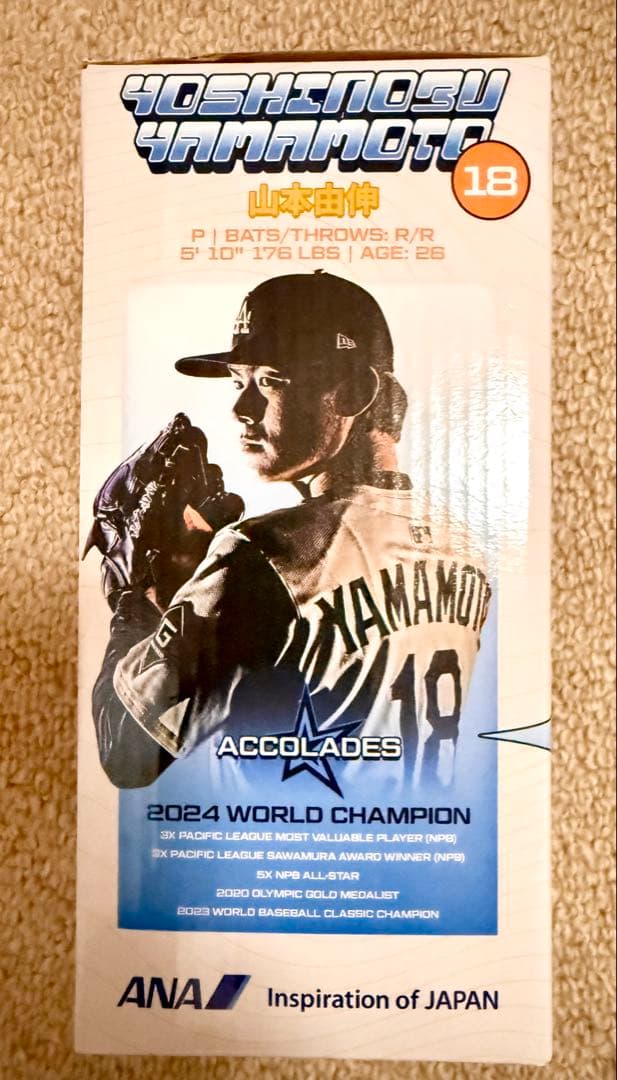 YOSHINOBU
YAMAMOTO
18
山本由伸
P | BATS/THROWS: R/R
5' 10" 176 LBS | AGE: 26
LA
YAMAMOTO
18
ACCOLADES
2024 WORLD CHAMPION
3X PACIFIC LEAGUE MOST VALUABLE PLAYER (NPB)
3X PACIFIC LEAGUE SAWAMURA AWARD WINNER (NPB)
5X NPB ALL-STAR
2020 OLYMPIC GOLD MEDALIST
2023 WORLD BASEBALL CLASSIC CHAMPION
ANA Inspiration of JAPAN